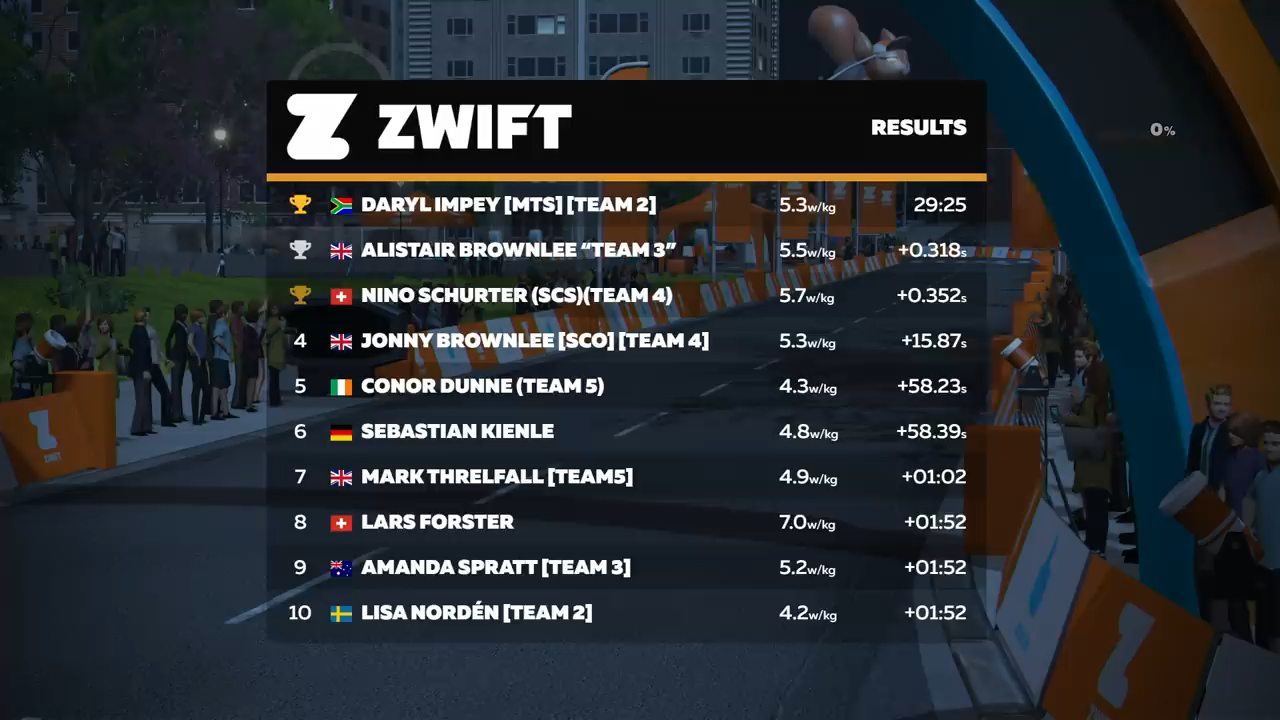 ZWIFT
RESULTS
0%
DARYL IMPEY [MTS] [TEAM 2] 5.3w/kg 29:25
ALISTAIR BROWNLEE “TEAM 3” 5.5w/kg +0.318s
NINO SCHURTER (SCS)(TEAM 4) 5.7w/kg +0.352s
4 JONNY BROWNLEE [SCO] [TEAM 4] 5.3w/kg +15.87s
5 CONOR DUNNE (TEAM 5) 4.3w/kg +58.23s
6 SEBASTIAN KIENLE 4.8w/kg +58.39s
7 MARK THRELFALL [TEAM5] 4.9w/kg +01:02
8 LARS FORSTER 7.0w/kg +01:52
9 AMANDA SPRATT [TEAM 3] 5.2w/kg +01:52
10 LISA NORDÉN [TEAM 2] 4.2w/kg +01:52
ZWIFT